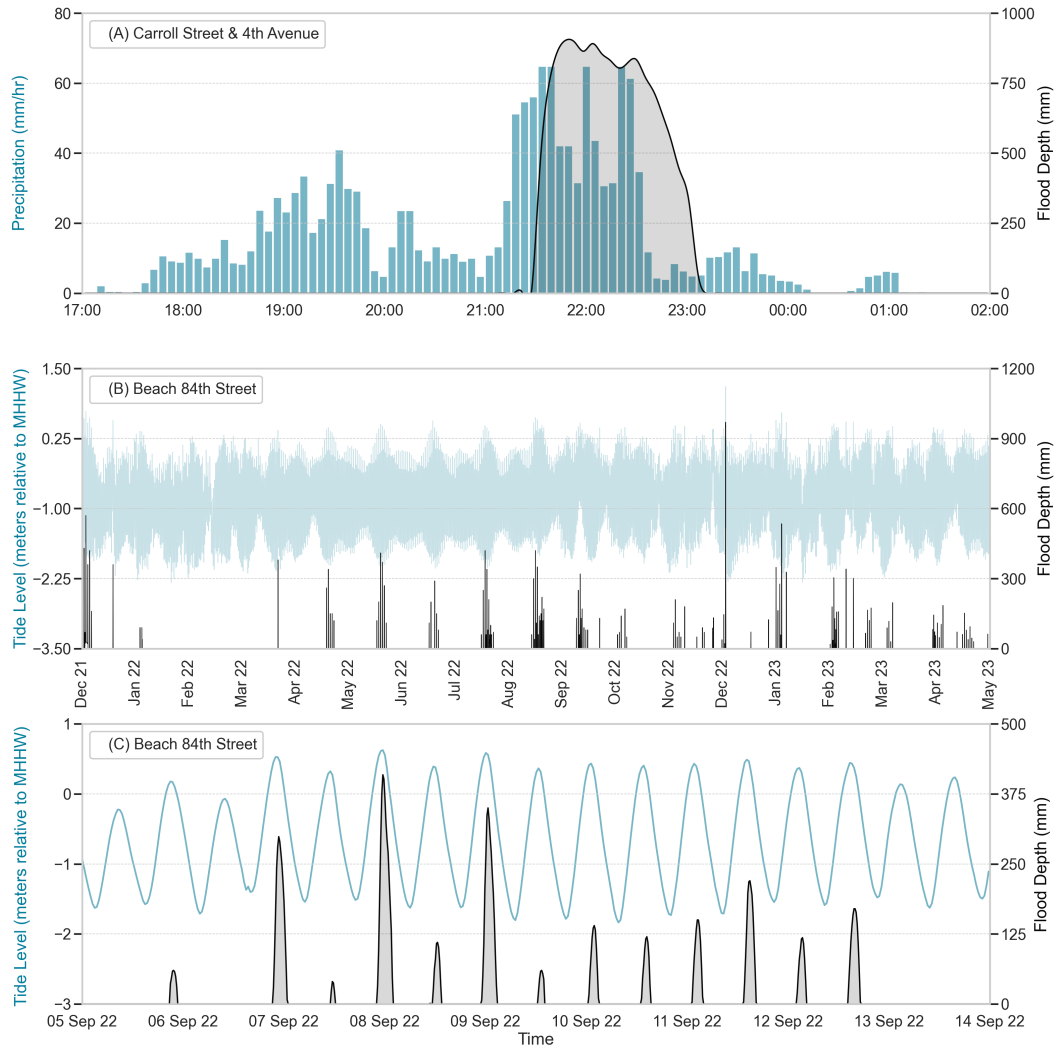 (A) Carroll Street & 4th Avenue
Precipitation (mm/hr)
80
60
40
20
0
1000
750
500
250
0
Flood Depth (mm)
17:00 18:00 19:00 20:00 21:00 22:00 23:00 00:00 01:00 02:00
(B) Beach 84th Street
Tide Level (meters relative to MHHW)
1.50
0.25
−1.00
−2.25
−3.50
1200
900
600
300
0
Flood Depth (mm)
Dec 21 Jan 22 Feb 22 Mar 22 Apr 22 May 22 Jun 22 Jul 22 Aug 22 Sep 22 Oct 22 Nov 22 Dec 22 Jan 23 Feb 23 Mar 23 Apr 23 May 23
(C) Beach 84th Street
Tide Level (meters relative to MHHW)
1
0
−1
−2
−3
500
375
250
125
0
Flood Depth (mm)
05 Sep 22 06 Sep 22 07 Sep 22 08 Sep 22 09 Sep 22 10 Sep 22 11 Sep 22 12 Sep 22 13 Sep 22 14 Sep 22
Time